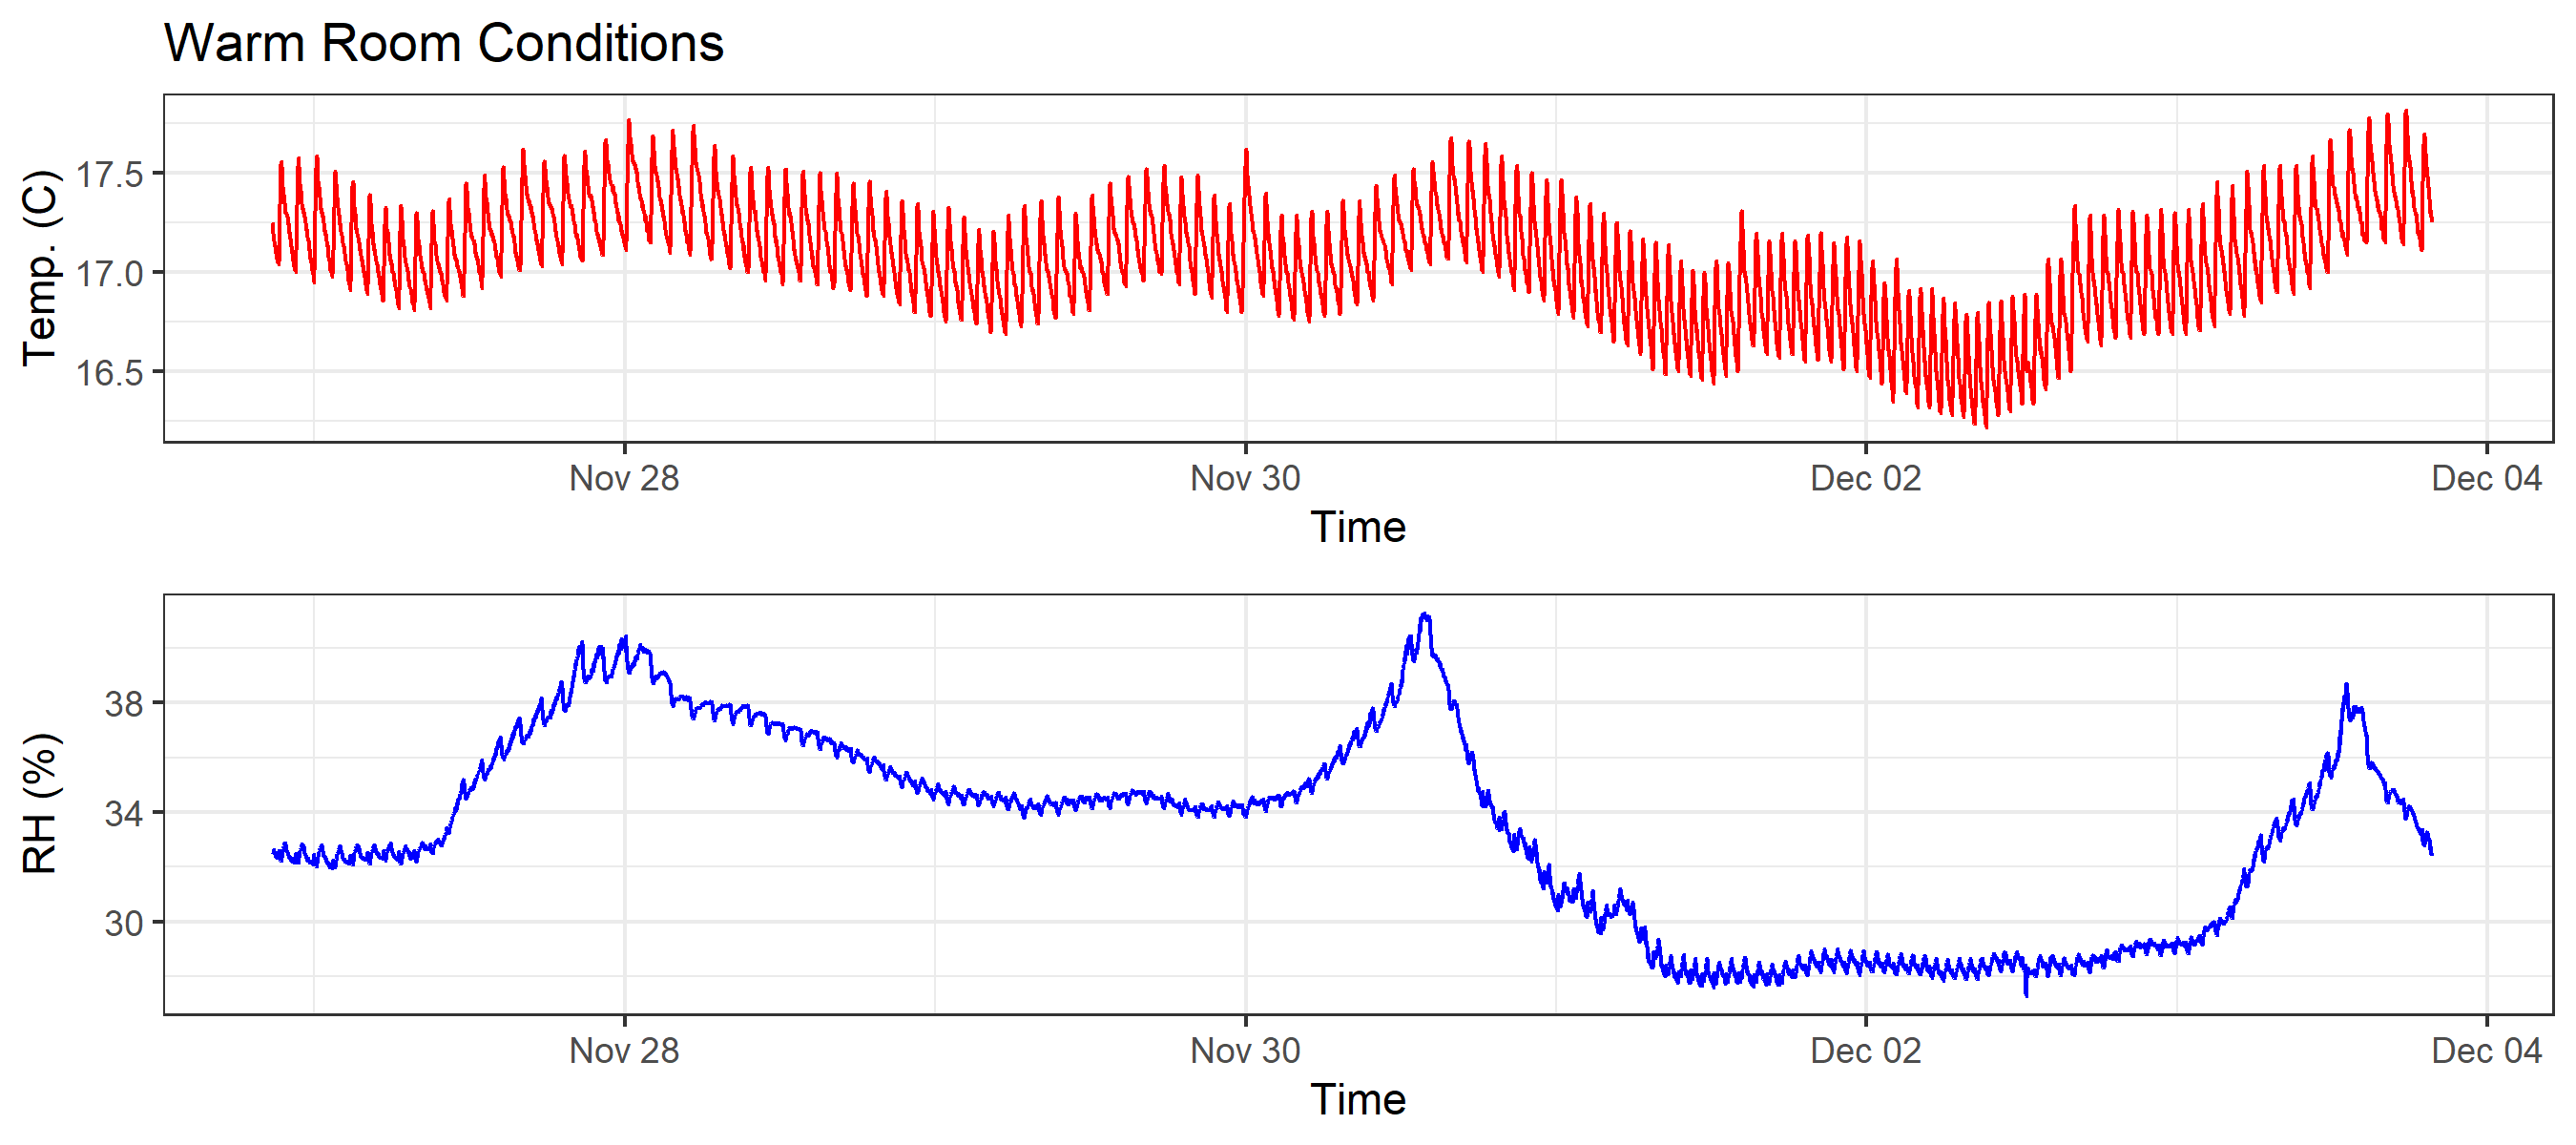 Warm Room Conditions
Temp. (C)
17.5
17.0
16.5
Nov 28
Nov 30
Dec 02
Dec 04
Time
RH (%)
38
34
30
Nov 28
Nov 30
Dec 02
Dec 04
Time